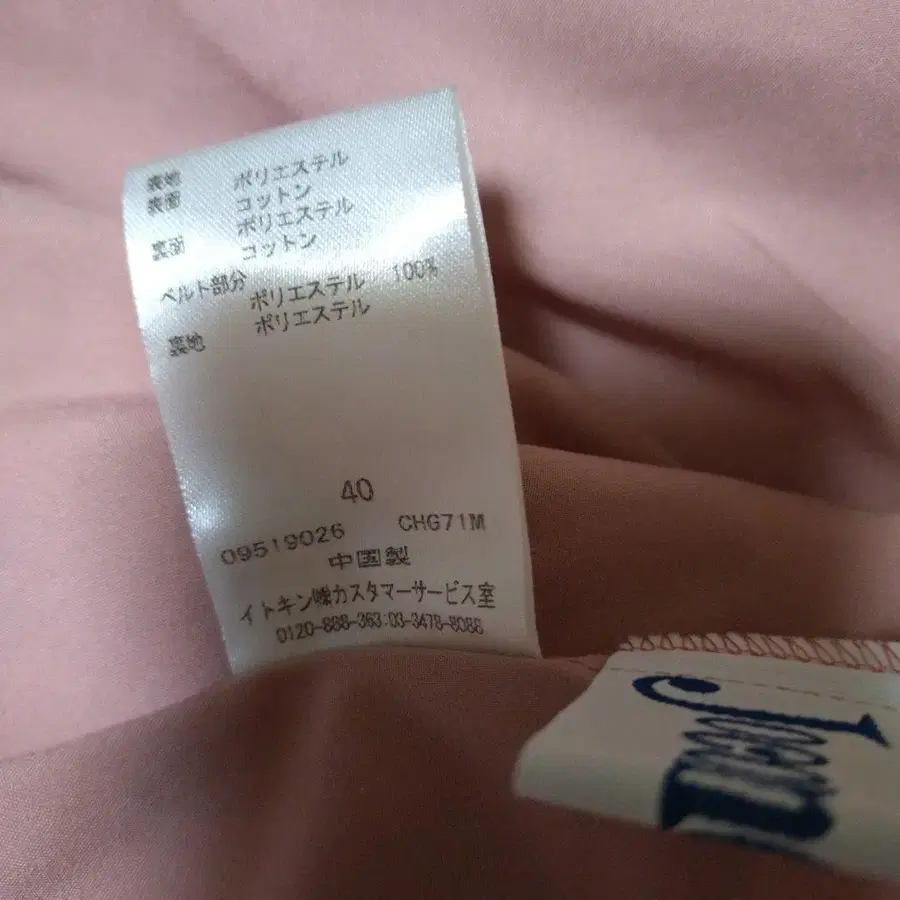 表地 ポリエステル
表面 コットン
ポリエステル
裏面 コットン
ベルト部分
ポリエステル 100%
裏地 ポリエステル
40
09519026 CHG71M
中国製
イトキン㈱カスタマーサービス室
0120-888-363:03-3478-8088